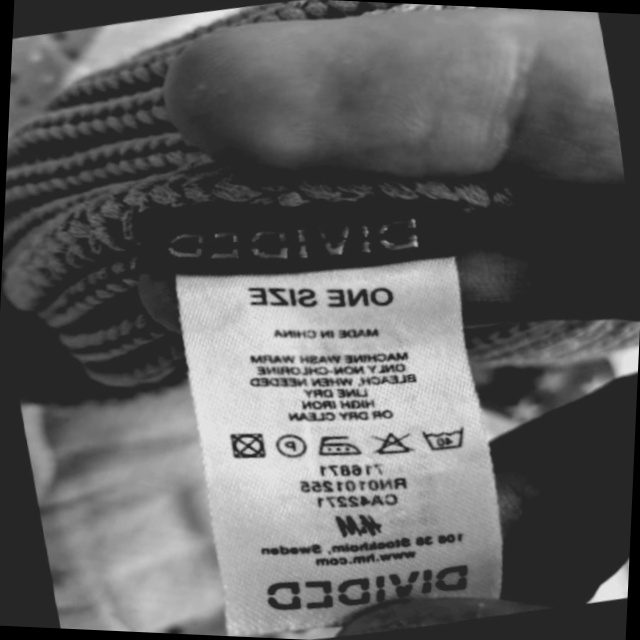 DIVIDED
ONE SIZE
MADE IN CHINA
MACHINE WASH WARM
ONLY NON-CHLORINE
BLEACH, WHEN NEEDED
LINE DRY
HIGH IRON
OR DRY CLEAN
40 P
716871
RN0101255
CA42271
H&M
106 38 Stockholm, Sweden
www.hm.com
DIVIDED